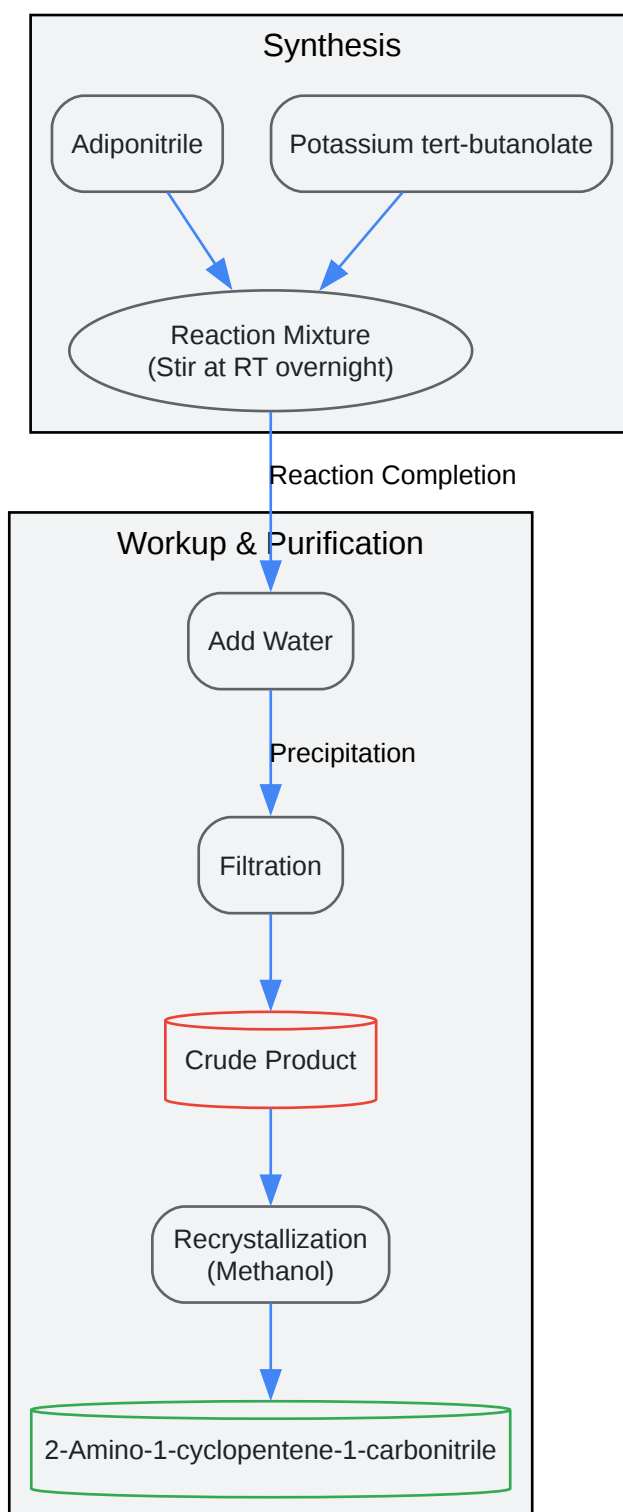 Synthesis
Adiponitrile
Potassium tert-butanolate
Reaction Mixture
(Stir at RT overnight)
Reaction Completion
Workup & Purification
Add Water
Precipitation
Filtration
Crude Product
Recrystallization
(Methanol)
2-Amino-1-cyclopentene-1-carbonitrile